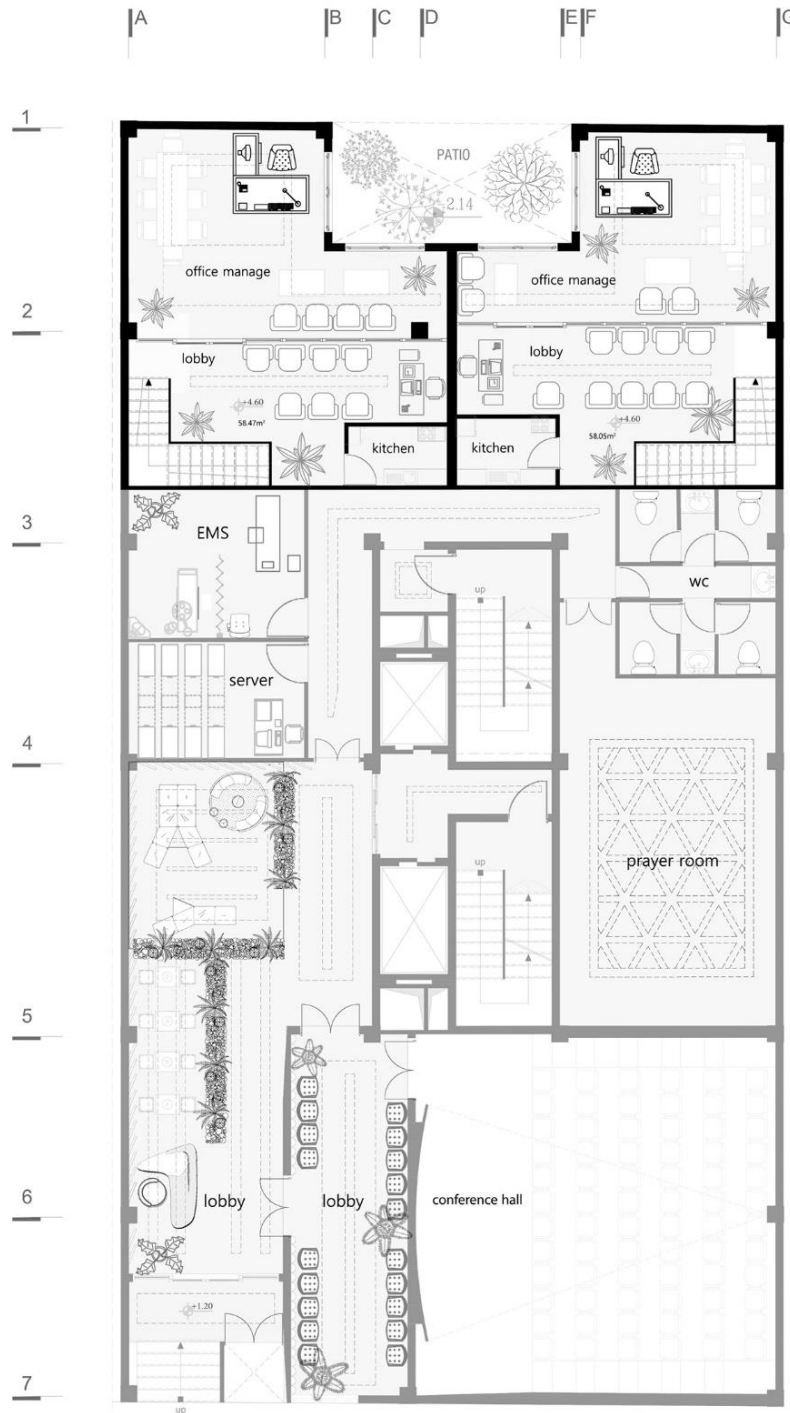 A B C D E F G
1
PATIO
-2.14
office manage
office manage
2
lobby
lobby
+4.60
58.47m²
+4.60
58.05m²
kitchen
kitchen
3
EMS
wc
up
server
4
prayer room
up
5
6
lobby
lobby
conference hall
+1.20
7
up